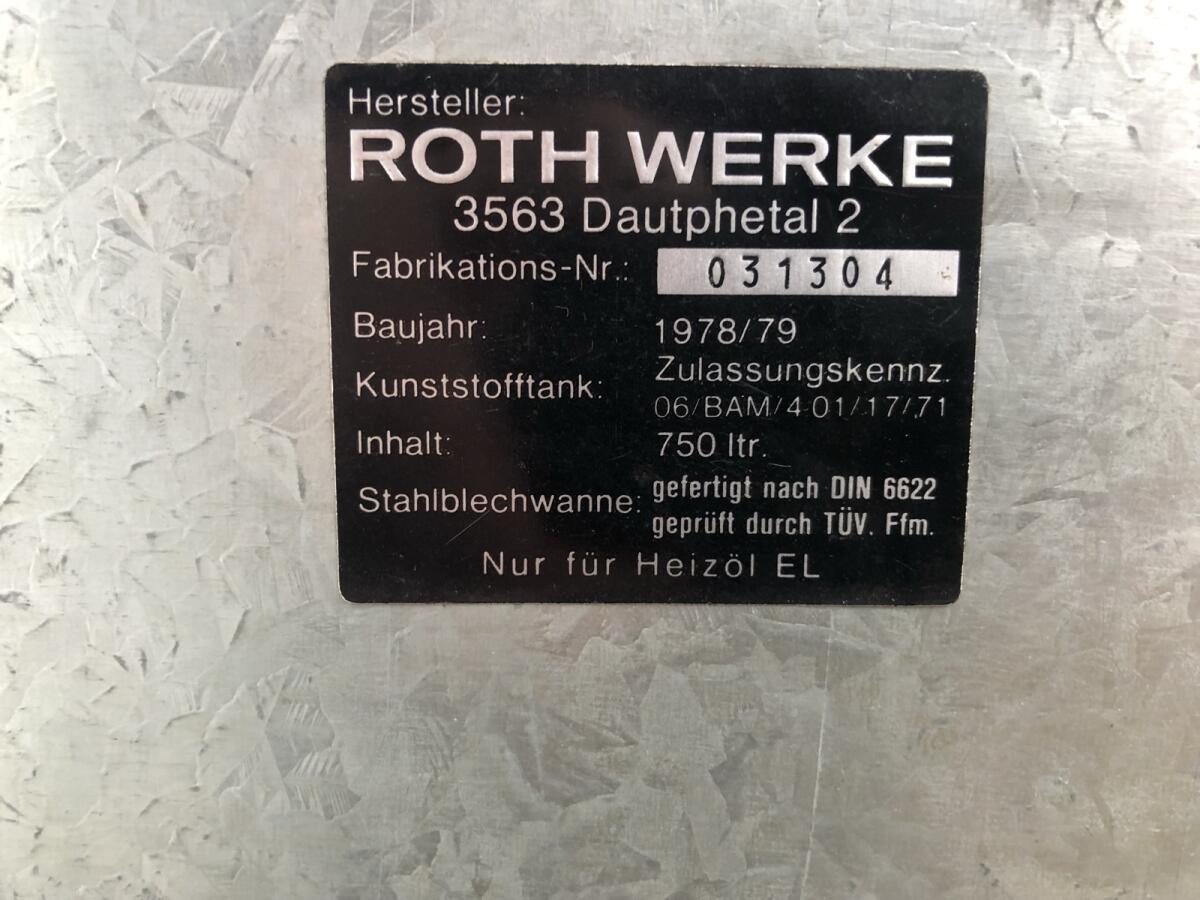 Hersteller:
ROTH WERKE
3563 Dautphetal 2
Fabrikations-Nr.: 031304
Baujahr: 1978/79
Kunststofftank: Zulassungskennz.
06/BAM/4 01/17/71
Inhalt: 750 ltr.
Stahlblechwanne: gefertigt nach DIN 6622
geprüft durch TÜV. Ffm.
Nur für Heizöl EL